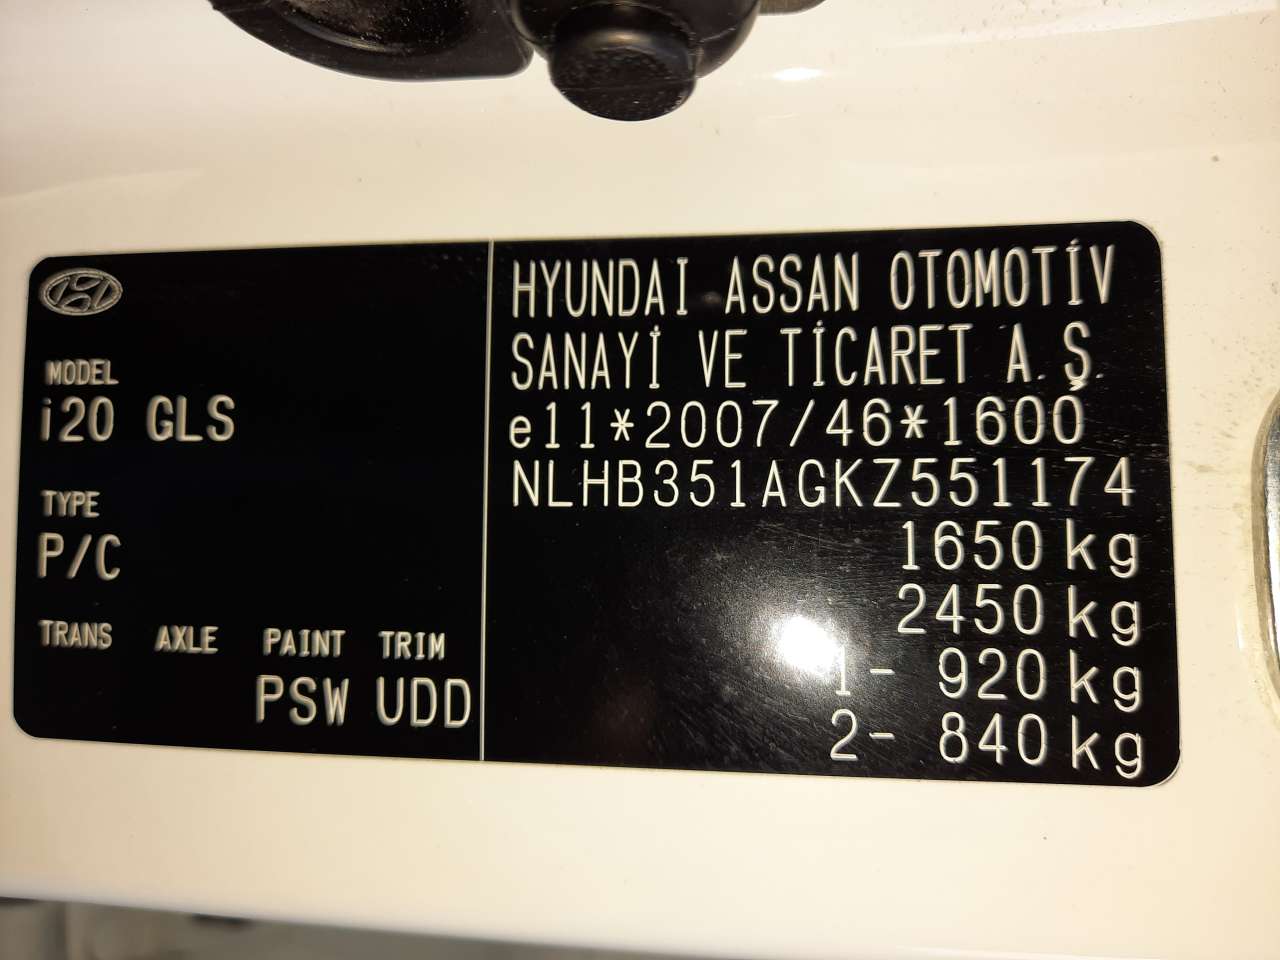 MODEL
i20 GLS
TYPE
P/C
TRANS AXLE PAINT TRIM
PSW UDD
HYUNDAI ASSAN OTOMOTİV
SANAYİ VE TİCARET A.Ş.
e11*2007/46*1600
NLHB351AGKZ551174
1650 kg
2450 kg
1- 920 kg
2- 840 kg